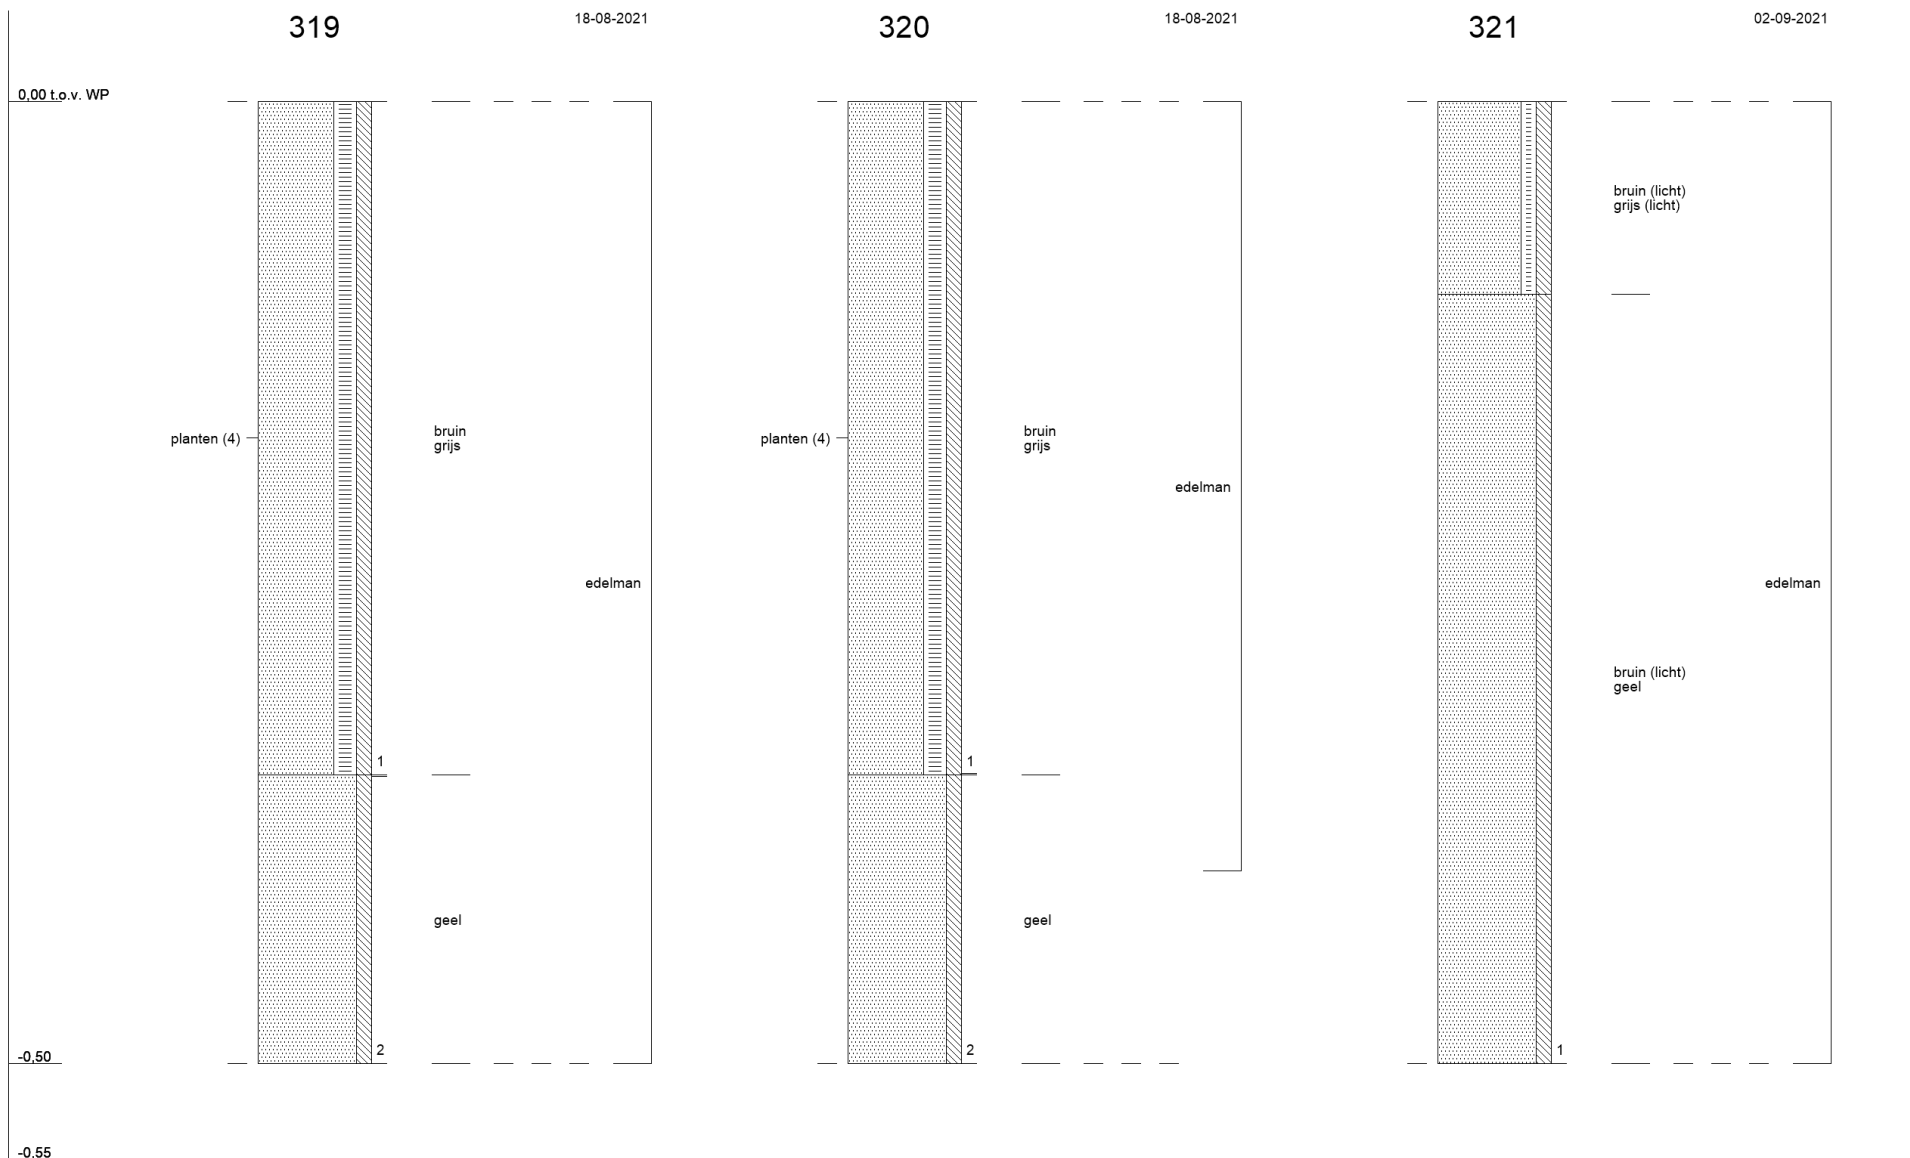 319
18-08-2021
320
18-08-2021
321
02-09-2021
0,00 t.o.v. WP
bruin (licht)
grijs (licht)
planten (4)
bruin
grijs
planten (4)
bruin
grijs
edelman
edelman
edelman
bruin (licht)
geel
1
1
geel
geel
2
2
1
-0,50
-0,55